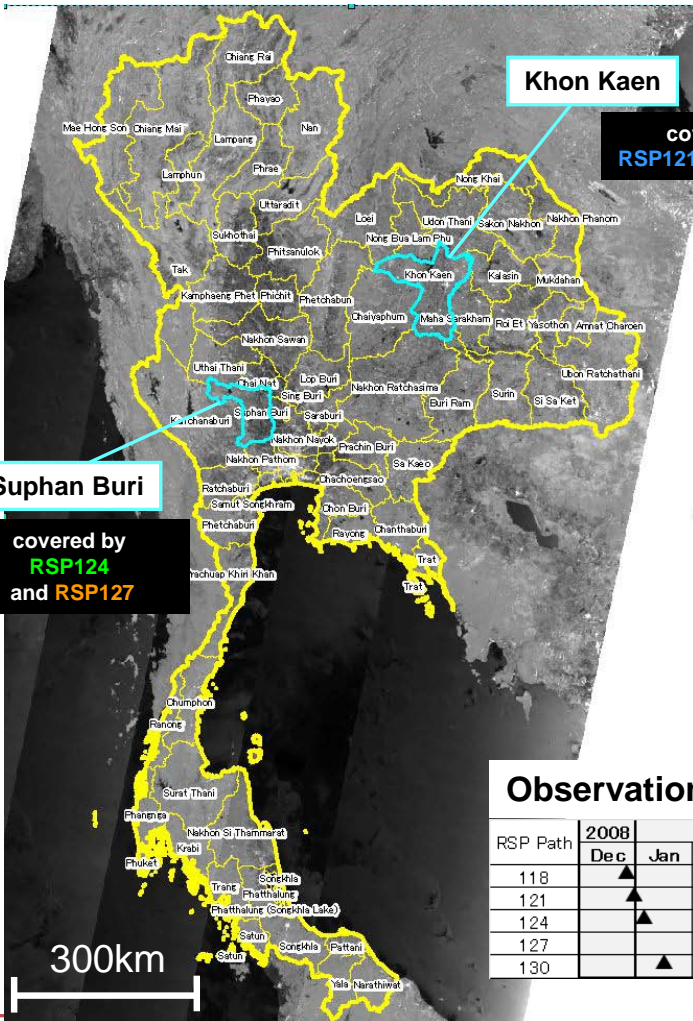 Chiang Rai
Khon Kaen
Phayao
Mae Hong Son
Chiang Mai
Nan
Lampang
co
RSP121
Phrae
Lamphun
Nong Khai
Uttaradit
Loei
Udon Thani
Sakon Nakhon
Nakhon Phanom
Sukhothai
Nong Bua Lam Phu
Phitsanulok
Tak
Khon Kaen
Kalasin
Mukdahan
Kamphaeng Phet
Phichit
Phetchabun
Chaiyaphum
Maha Sarakham
Roi Et
Yasothon
Amnat Charoen
Nakhon Sawan
Uthai Thani
Ubon Ratchathani
Chai Nat
Lop Buri
Nakhon Ratchasima
Sing Buri
Surin
Buri Ram
Si Sa Ket
Suphan Buri
Saraburi
Kanchanaburi
Nakhon Nayok
Prachin Buri
Nakhon Pathom
Sa Kaeo
Suphan Buri
Chachoengsao
Ratchaburi
Samut Songkhram
Chon Buri
Phetchaburi
Chanthaburi
Rayong
covered by
RSP124
and RSP127
Trat
Prachuap Khiri Khan
Trat
Chumphon
Ranong
Observation
Surat Thani
Phangnga
Nakhon Si Thammarat
RSP Path 2008
Dec Jan
Krabi
Phuket
118 ▲
Songkhla
Trang
121 ▲
Phatthalung
124 ▲
Phatthalung (Songkhla Lake)
127
Satun
130 ▲
Songkhla
Pattani
Satun
300km
Yala
Narathiwat